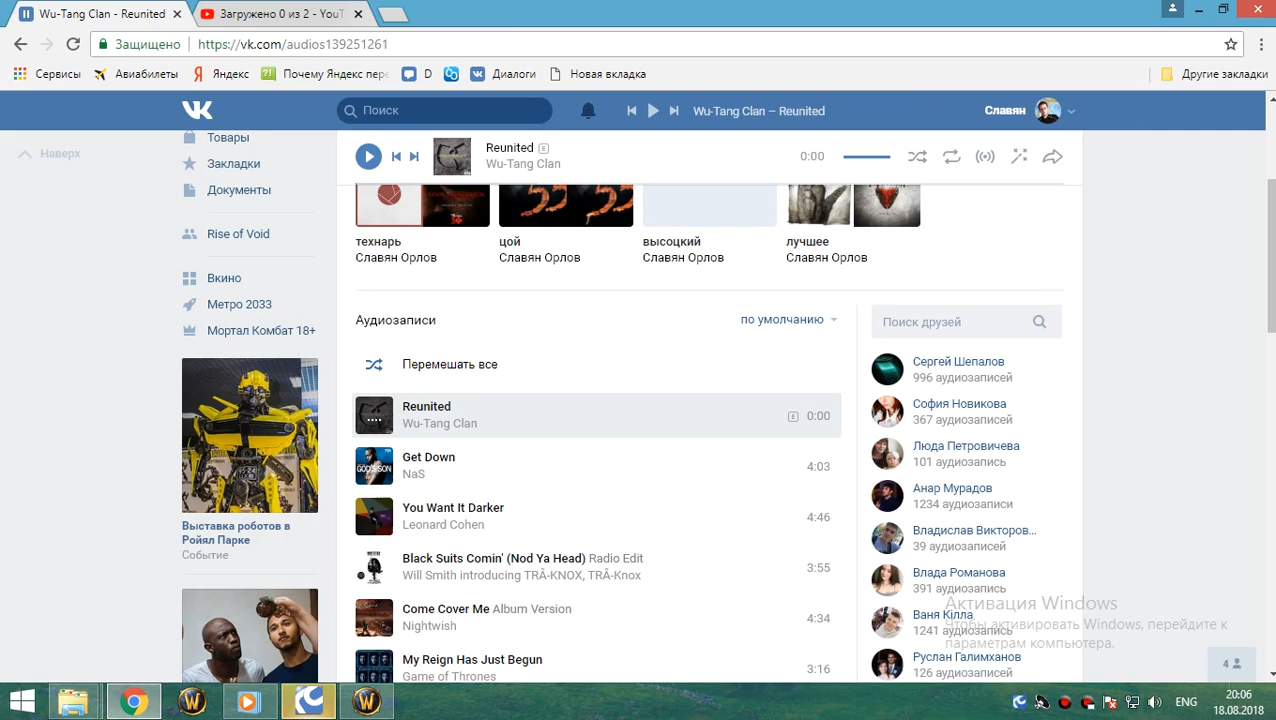 Wu-Tang Clan - Reunited
Загружено 0 из 2 - YouT
Защищено
https://vk.com/audios139251261
Сервисы
Авиабилеты
Яндекс
Почему Яндекс пере
D
Диалоги
Новая вкладка
Другие закладки
Поиск
Wu-Tang Clan – Reunited
Славян
Наверх
Товары
Закладки
Документы
Rise of Void
Вкино
Метро 2033
Мортал Комбат 18+
Выставка роботов в
Ройял Парке
Событие
Reunited E
Wu-Tang Clan
0:00
технарь
Славян Орлов
цой
Славян Орлов
высоцкий
Славян Орлов
лучшее
Славян Орлов
Аудиозаписи
по умолчанию
Перемешать все
Reunited
Wu-Tang Clan
E 0:00
Get Down
NaS
4:03
You Want It Darker
Leonard Cohen
4:46
Black Suits Comin' (Nod Ya Head) Radio Edit
Will Smith introducing TRÂ-KNOX, TRÂ-Knox
3:55
Come Cover Me Album Version
Nightwish
4:34
My Reign Has Just Begun
Game of Thrones
3:16
Поиск друзей
Сергей Шепалов
996 аудиозаписей
София Новикова
367 аудиозаписей
Люда Петровичева
101 аудиозапись
Анар Мурадов
1234 аудиозаписи
Владислав Викторов...
39 аудиозаписей
Влада Романова
391 аудиозапись
Ваня Кілла
1241 аудиозапись
Руслан Галимханов
126 аудиозаписей
Активация Windows
Чтобы активировать Windows, перейдите к
параметрам компьютера.
4
ENG
20:06
18.08.2018